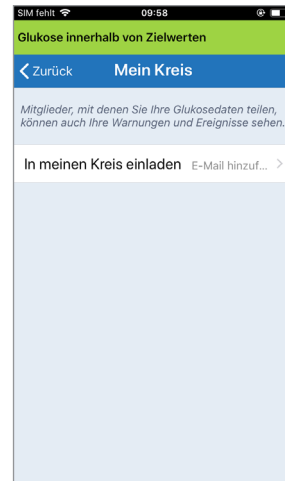 SIM fehlt 09:58
Glukose innerhalb von Zielwerten
Zurück Mein Kreis
Mitglieder, mit denen Sie Ihre Glukosedaten teilen,
können auch Ihre Warnungen und Ereignisse sehen.
In meinen Kreis einladen E-Mail hinzuf...